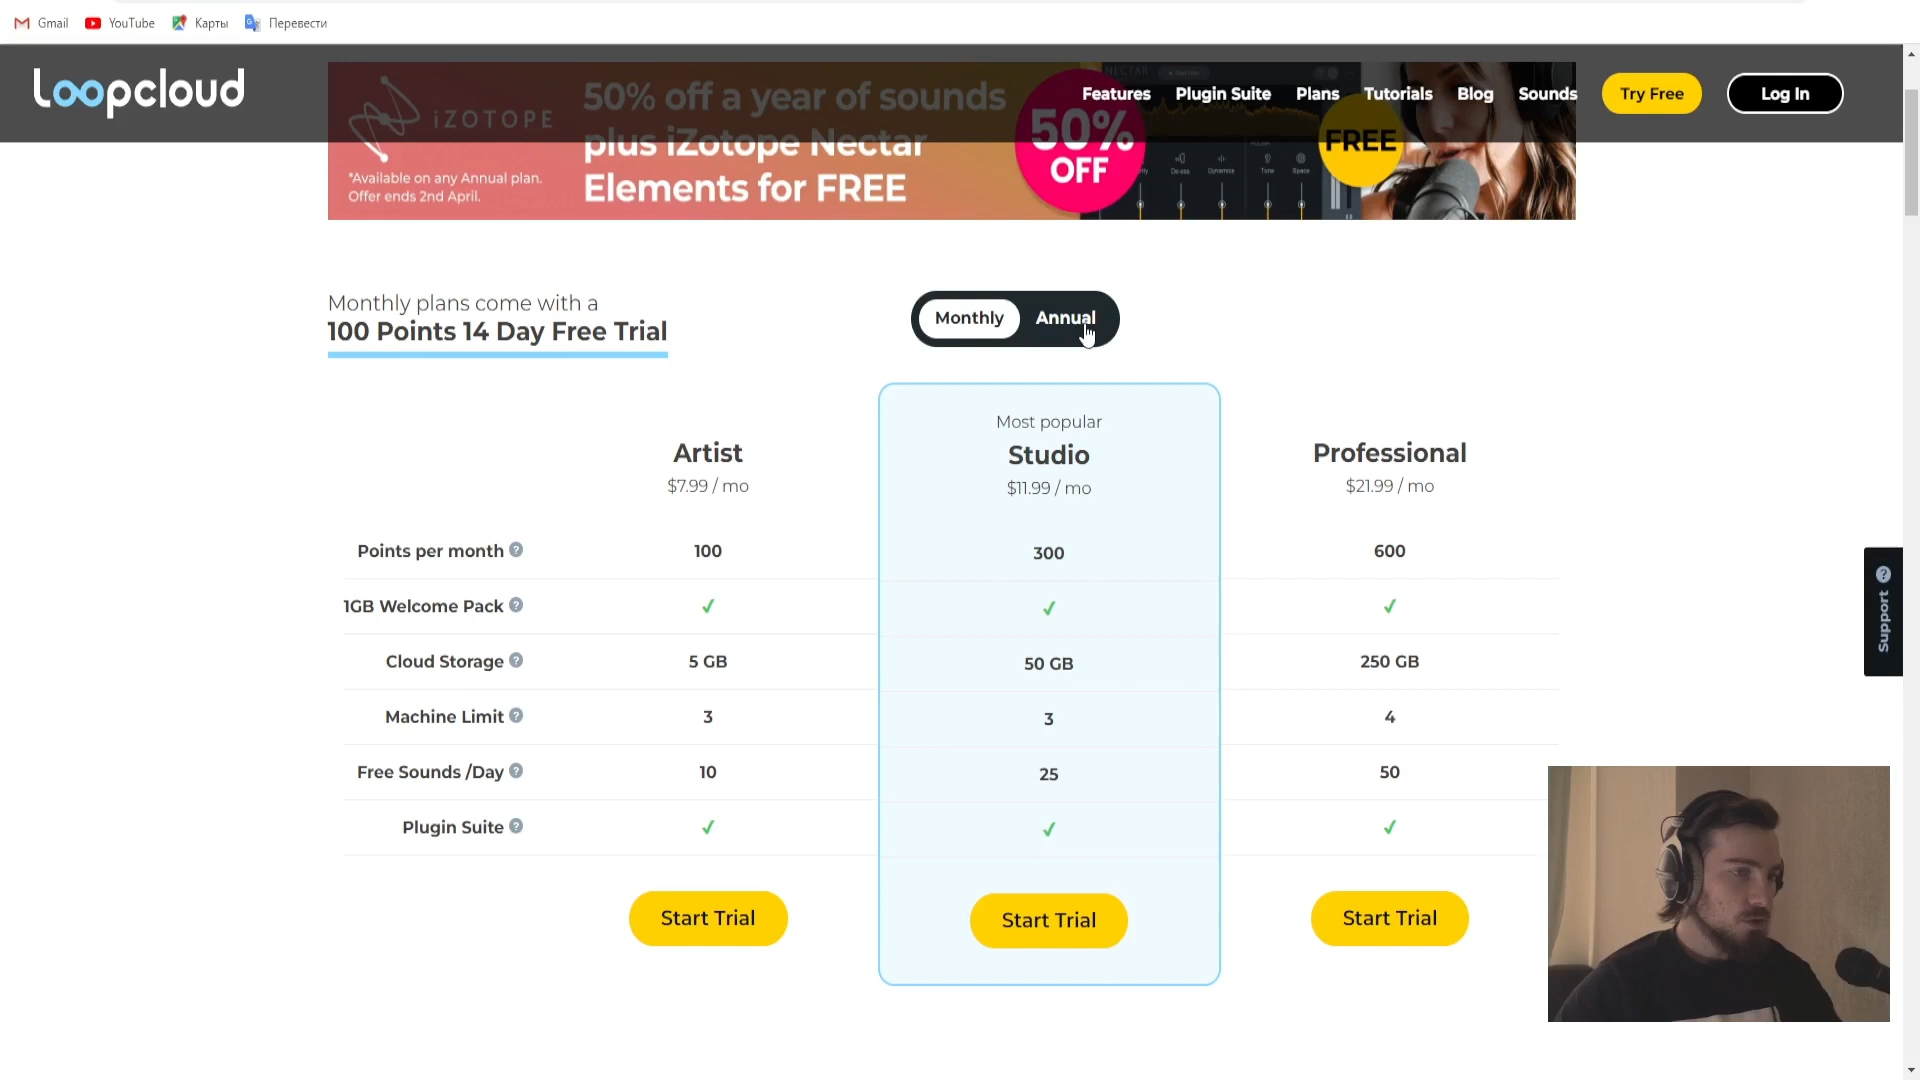 Gmail YouTube Карты Перевести
Loopcloud
Features Plugin Suite Plans Tutorials Blog Sounds Try Free Log In
iZOTOPE
*Available on any Annual plan.
Offer ends 2nd April.
50% off a year of sounds
plus iZotope Nectar
Elements for FREE
50%
OFF
NECTAR
FREE
Monthly plans come with a
100 Points 14 Day Free Trial
Monthly Annual
Most popular
Artist Studio Professional
$7.99 / mo $11.99 / mo $21.99 / mo
Points per month ? 100 300 600
1GB Welcome Pack ? ✓ ✓ ✓
Cloud Storage ? 5 GB 50 GB 250 GB
Machine Limit ? 3 3 4
Free Sounds /Day ? 10 25 50
Plugin Suite ? ✓ ✓ ✓
Start Trial Start Trial Start Trial
Support ?